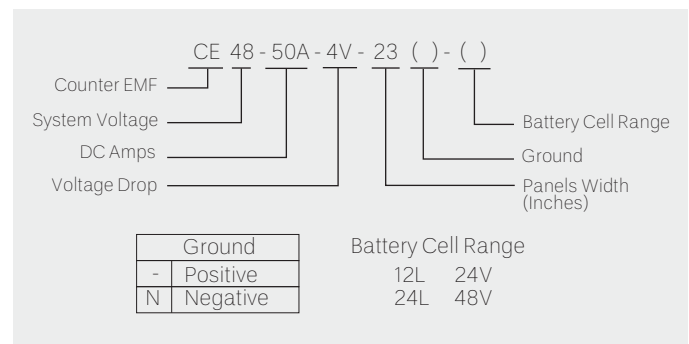 CE 48 - 50A - 4V - 23 ( ) - ( )
Counter EMF
System Voltage
DC Amps
Voltage Drop
Battery Cell Range
Ground
Panels Width
(Inches)
Ground
- Positive
N Negative
Battery Cell Range
12L 24V
24L 48V